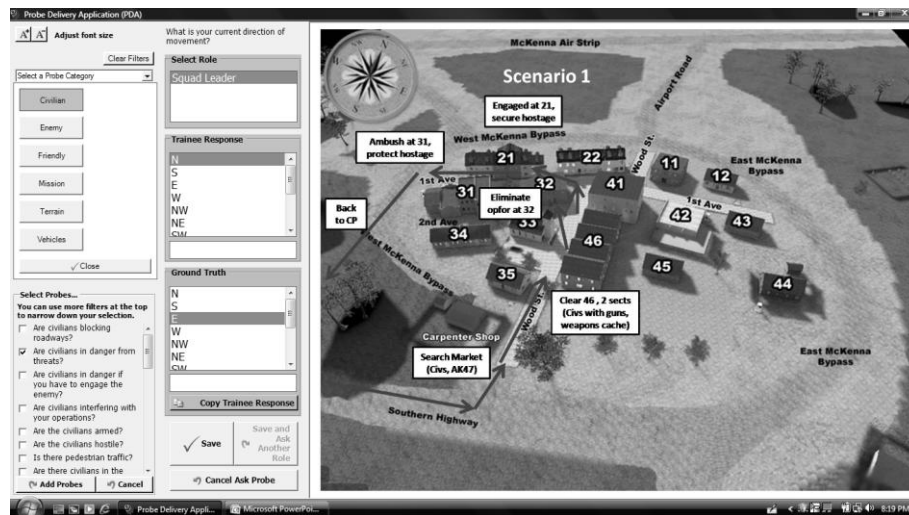 Probe Delivery Application (PDA)
A A Adjust font size
Clear Filters
Select a Probe Category
Civilian
Enemy
Friendly
Mission
Terrain
Vehicles
✓ Close
Select Probes...
You can use more filters at the top
to narrow down your selection.
Are civilians blocking
roadways?
Are civilians in danger from
threats?
Are civilians in danger if
you have to engage the
enemy?
Are civilians interfering with
your operations?
Are the civilians armed?
Are the civilians hostile?
Is there pedestrian traffic?
Are there civilians in the
Add Probes
Cancel
What is your current direction of
movement?
Select Role
Squad Leader
Trainee Response
N
S
E
W
NW
NE
SW
Ground Truth
N
S
E
W
NW
NE
SW
Copy Trainee Response
Save
Save and
Ask
Another
Role
Cancel Ask Probe
McKenna Air Strip
Scenario 1
Airport Road
Engaged at 21,
secure hostage
West McKenna Bypass
Ambush at 31,
protect hostage
21
22
Wood St.
11
12
East McKenna
Bypass
1st Ave
31
32
41
Eliminate
opfor at 32
1st Ave
Back
to CP
2nd Ave
33
42
43
34
46
West McKenna
Bypass
45
35
44
Wood St.
Clear 46 , 2 sects
(Civs with guns,
weapons cache)
Carpenter Shop
Search Market
(Civs, AK47)
East McKenna
Bypass
Southern Highway
Probe Delivery Appli...
Microsoft PowerPoi...
8:19 PM